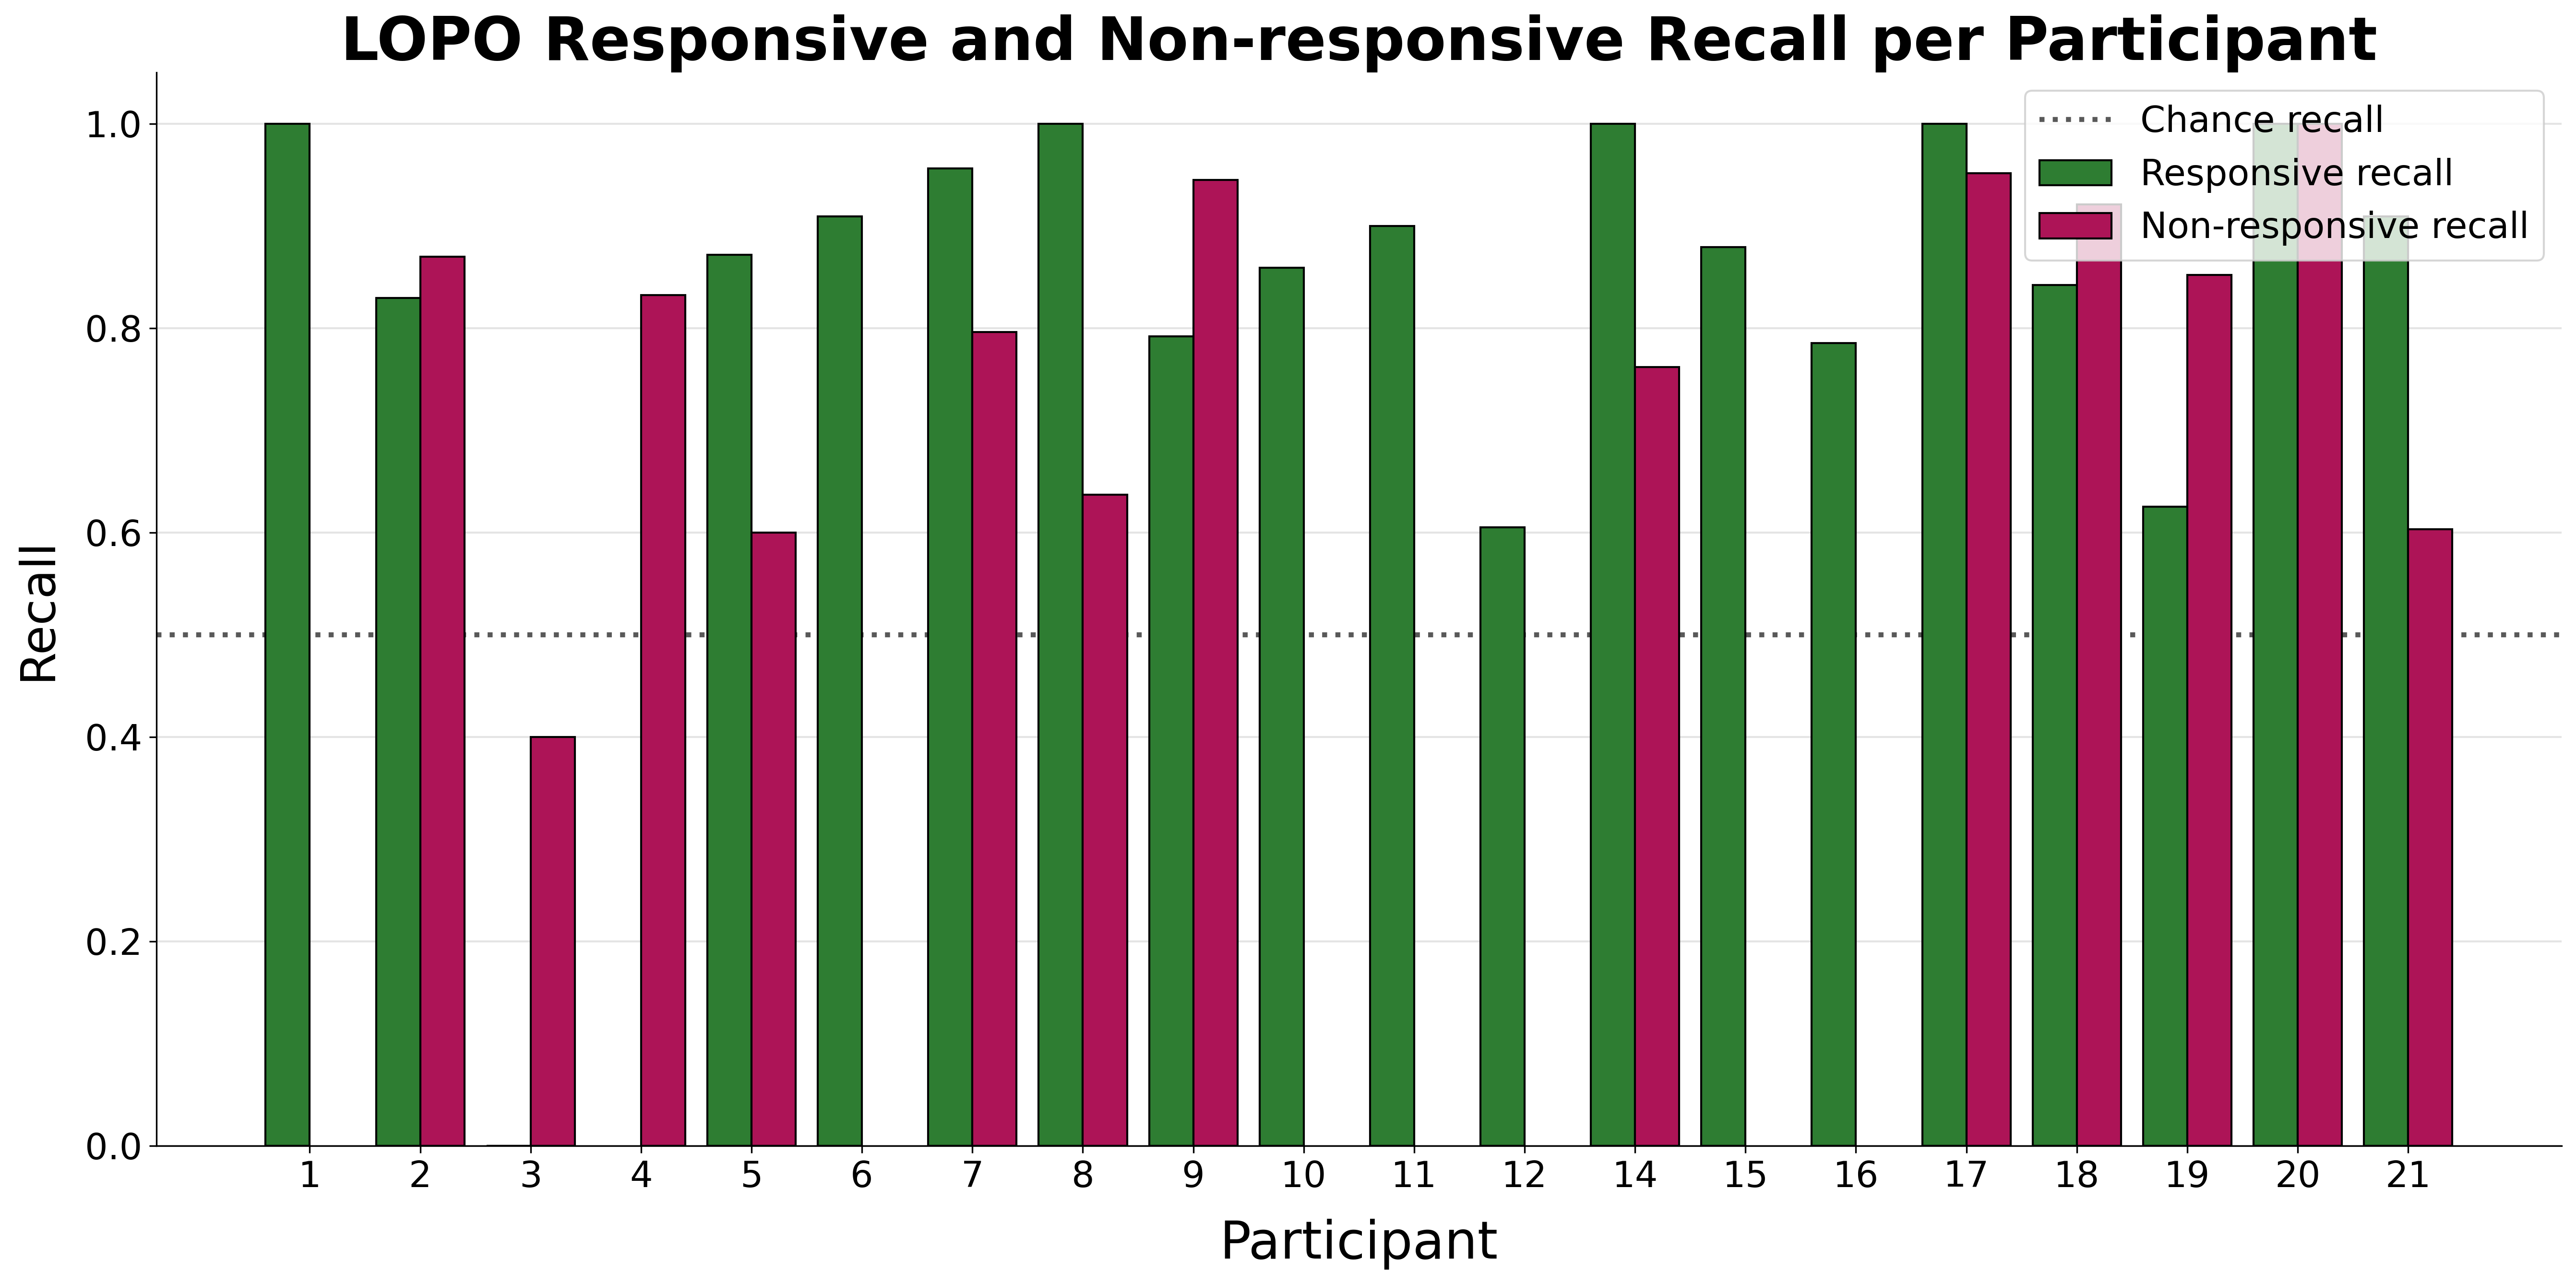 LOPO Responsive and Non-responsive Recall per Participant
Chance recall
Responsive recall
Non-responsive recall
Recall
1.0
0.8
0.6
0.4
0.2
0.0
1 2 3 4 5 6 7 8 9 10 11 12 14 15 16 17 18 19 20 21
Participant